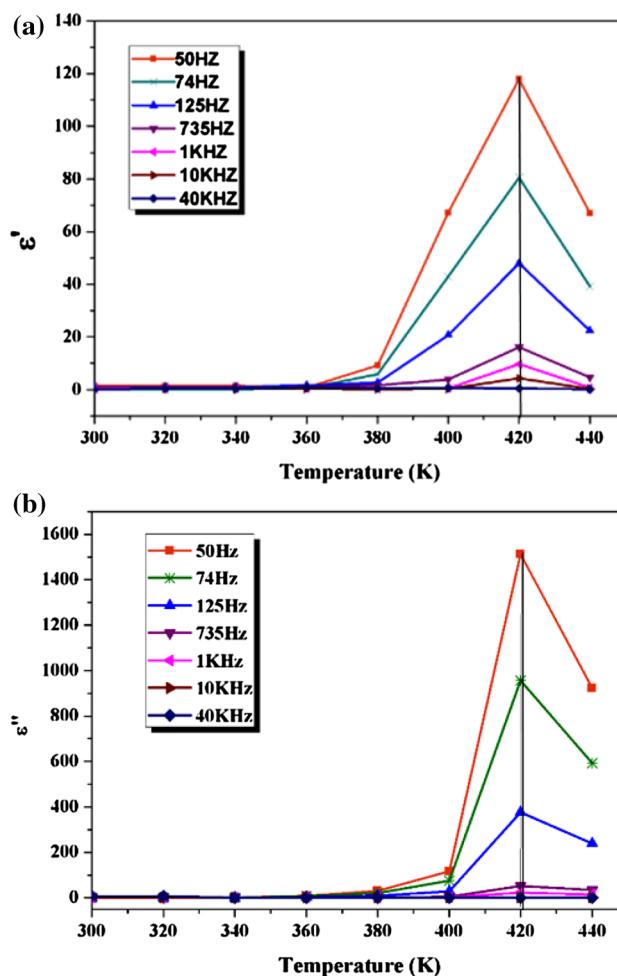 (a)
140
120
100
80
60
40
20
0
ε'
50HZ
74HZ
125HZ
735HZ
1KHZ
10KHZ
40KHZ
300 320 340 360 380 400 420 440
Temperature (K)
(b)
1600
1400
1200
1000
800
600
400
200
0
ε"
50Hz
74Hz
125Hz
735Hz
1KHz
10KHz
40KHz
300 320 340 360 380 400 420 440
Temperature (K)